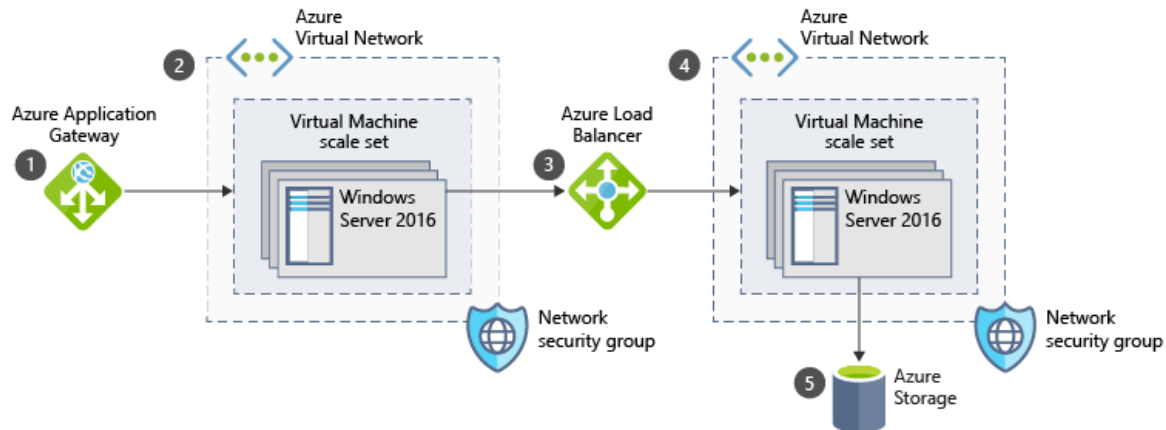 Azure
Virtual Network
2
Azure
Virtual Network
4
Azure Application
Gateway
1
Virtual Machine
scale set
Windows
Server 2016
Azure Load
Balancer
3
Virtual Machine
scale set
Windows
Server 2016
Network
security group
Network
security group
5
Azure
Storage